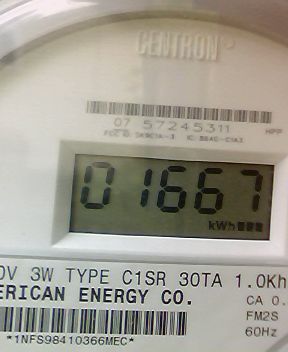 CENTRON®
07 57245311
HPP
01667
kWh
0V 3W TYPE C1SR 30TA 1.0Kh
ERICAN ENERGY CO.
CA 0.
FM2S
60Hz
*1NFS98410366MEC*